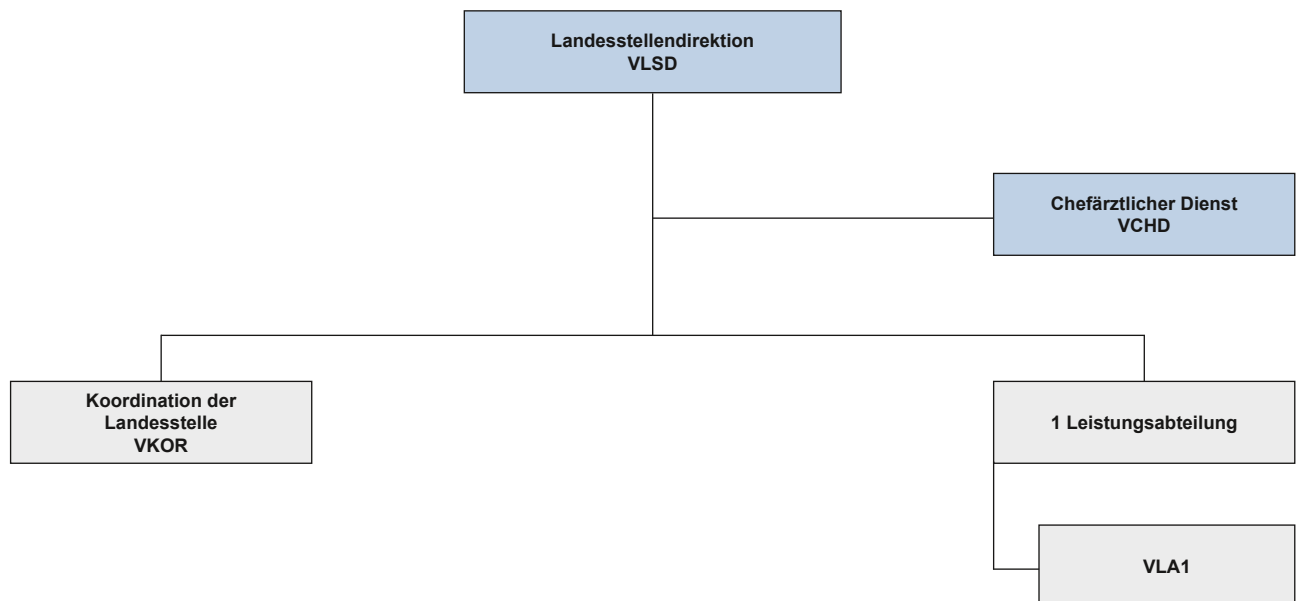 Landesstellendirektion
VLSD
Chefärztlicher Dienst
VCHD
Koordination der
Landesstelle
VKOR
1 Leistungsabteilung
VLA1